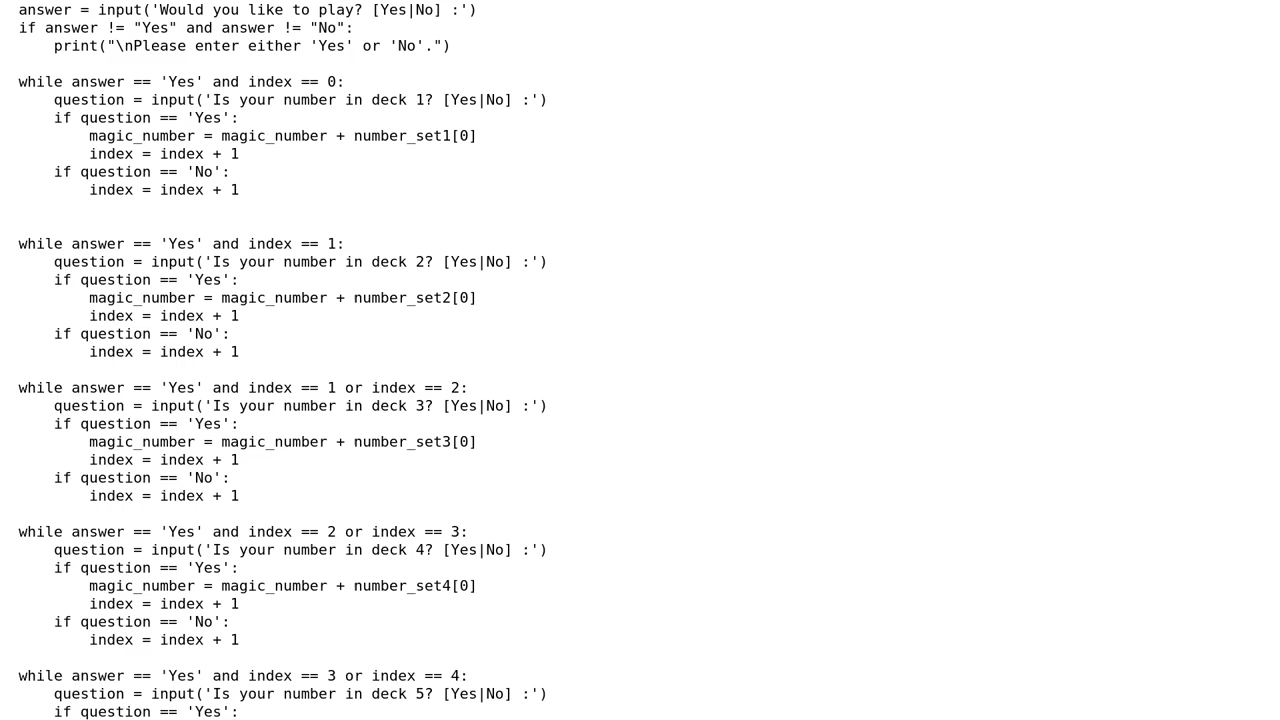 answer = input('Would you like to play? [Yes|No] :')
if answer != "Yes" and answer != "No":
    print("\nPlease enter either 'Yes' or 'No'.")

while answer == 'Yes' and index == 0:
    question = input('Is your number in deck 1? [Yes|No] :')
    if question == 'Yes':
        magic_number = magic_number + number_set1[0]
        index = index + 1
    if question == 'No':
        index = index + 1


while answer == 'Yes' and index == 1:
    question = input('Is your number in deck 2? [Yes|No] :')
    if question == 'Yes':
        magic_number = magic_number + number_set2[0]
        index = index + 1
    if question == 'No':
        index = index + 1

while answer == 'Yes' and index == 1 or index == 2:
    question = input('Is your number in deck 3? [Yes|No] :')
    if question == 'Yes':
        magic_number = magic_number + number_set3[0]
        index = index + 1
    if question == 'No':
        index = index + 1

while answer == 'Yes' and index == 2 or index == 3:
    question = input('Is your number in deck 4? [Yes|No] :')
    if question == 'Yes':
        magic_number = magic_number + number_set4[0]
        index = index + 1
    if question == 'No':
        index = index + 1

while answer == 'Yes' and index == 3 or index == 4:
    question = input('Is your number in deck 5? [Yes|No] :')
    if question == 'Yes':